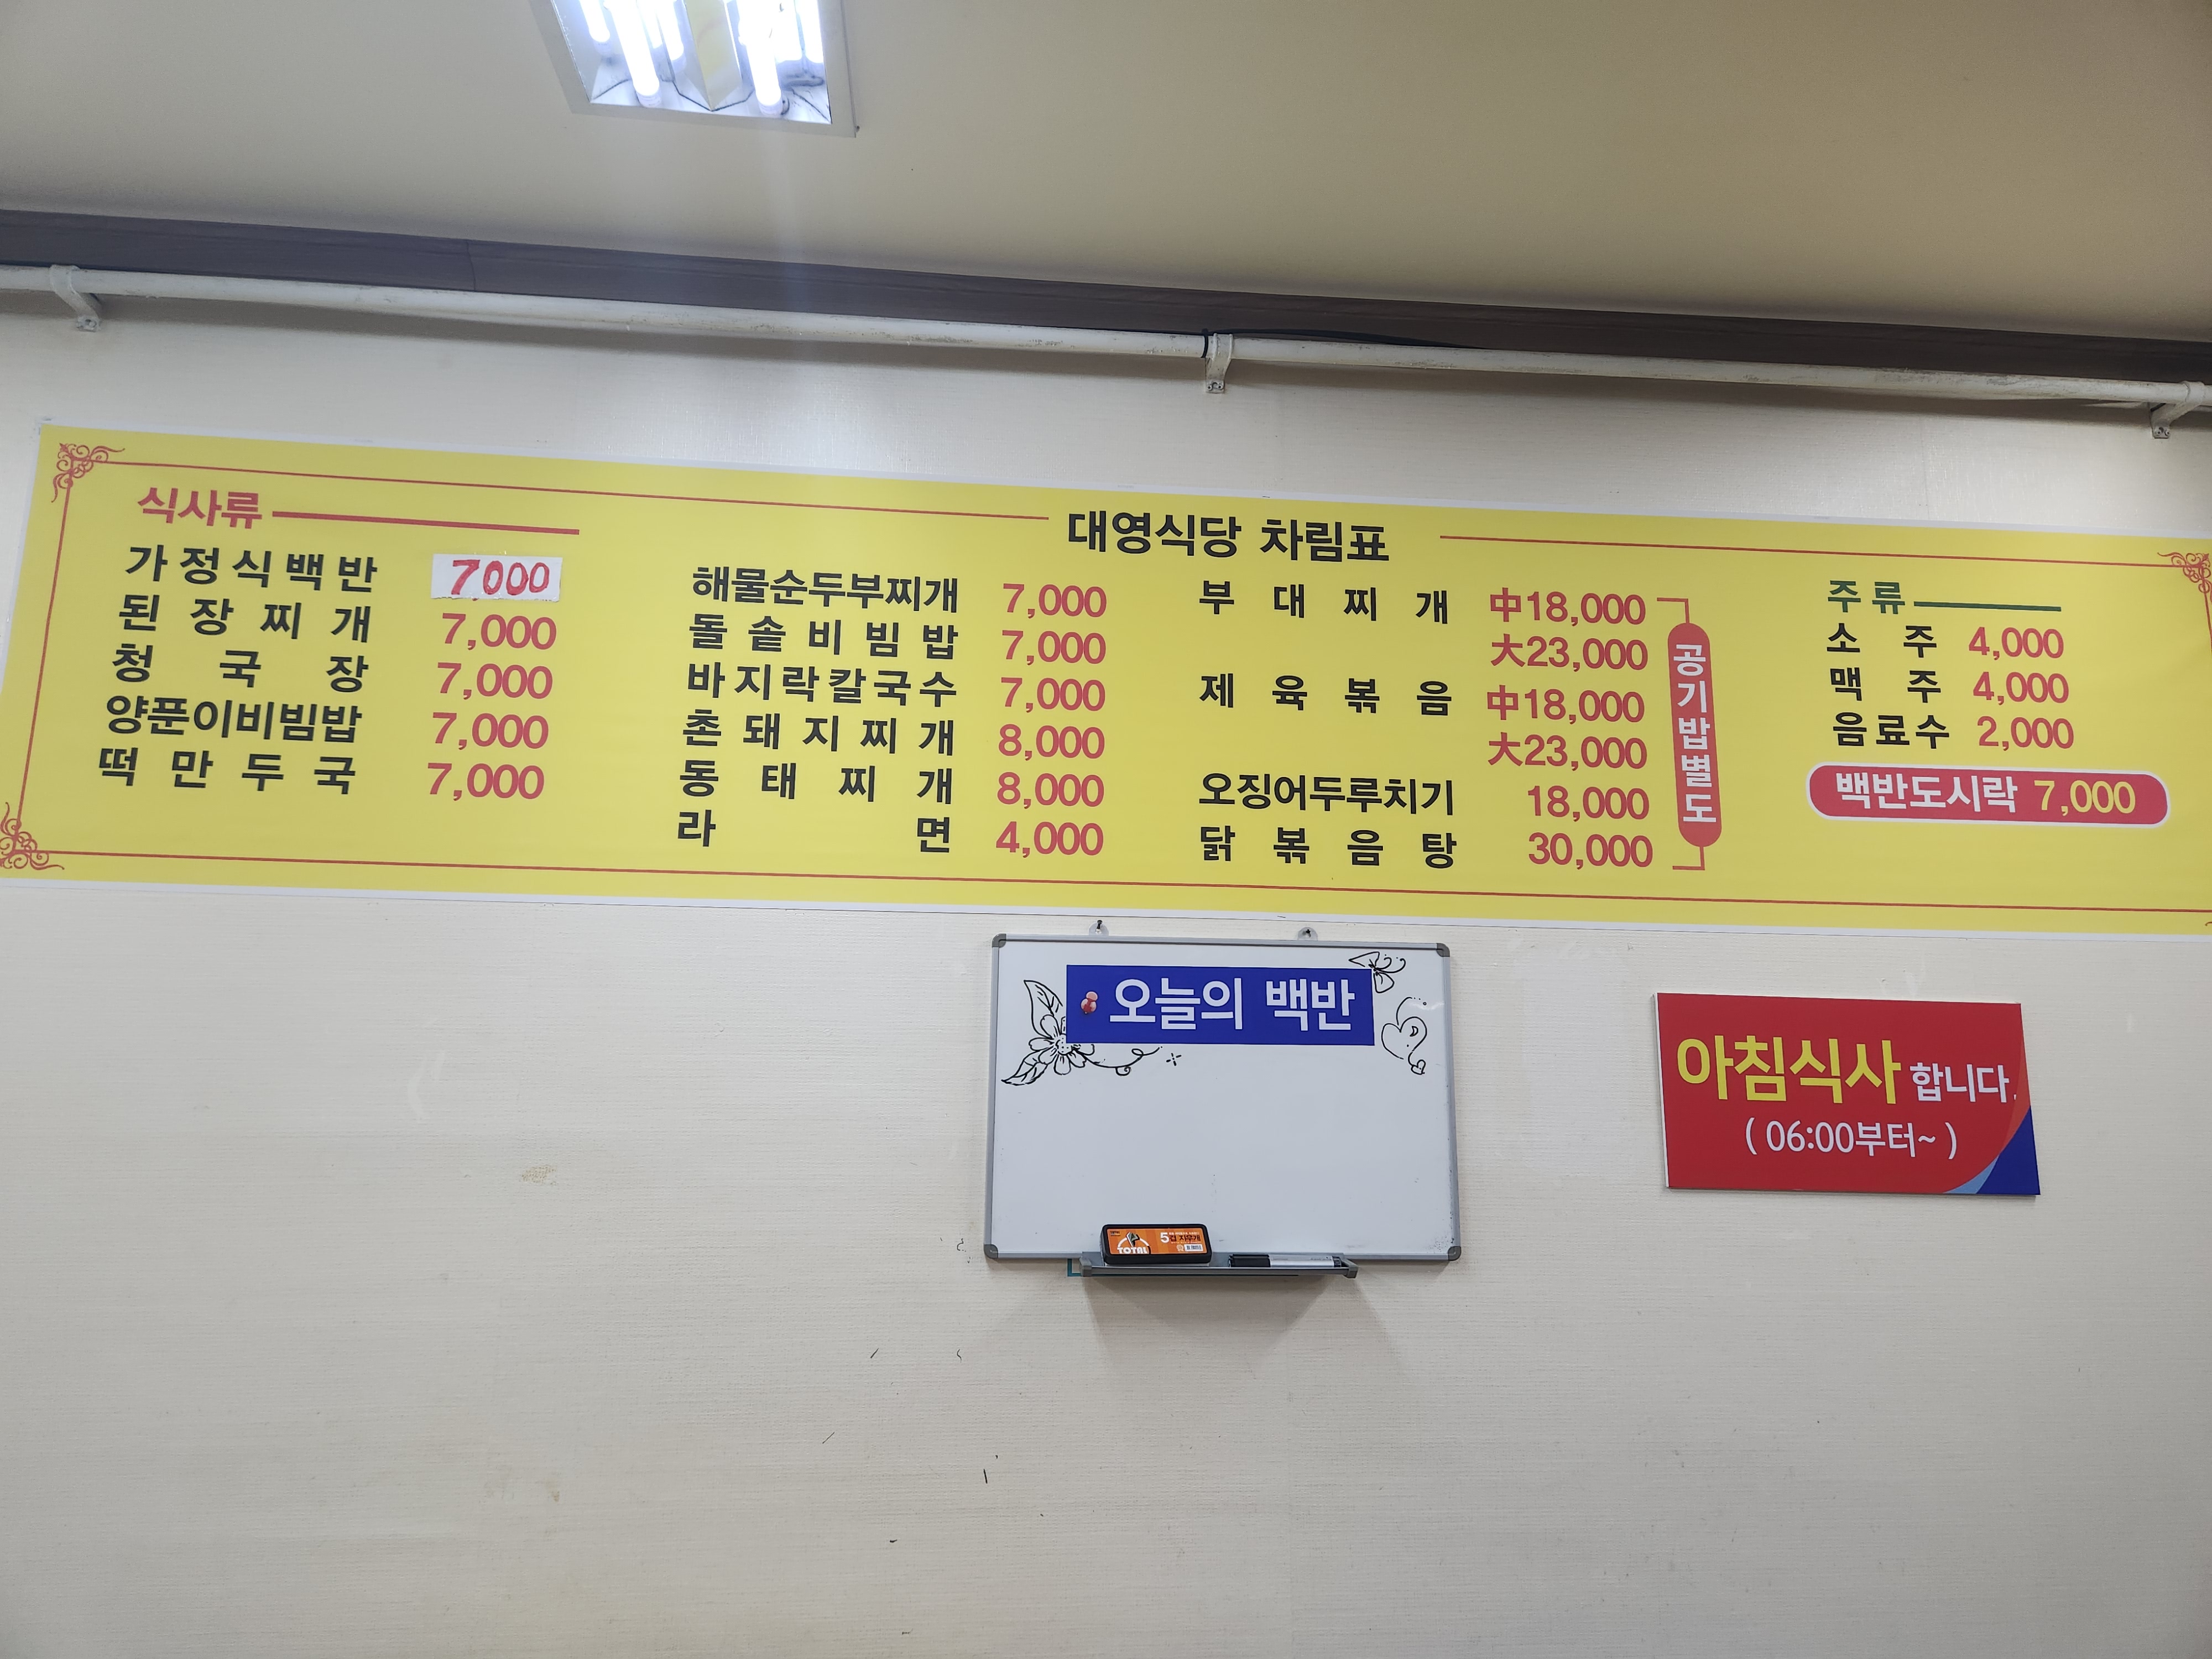 대영식당 차림표
식사류
가정식백반 7000
된장찌개 7,000
청국장 7,000
양푼이비빔밥 7,000
떡만두국 7,000
해물순두부찌개 7,000
돌솥비빔밥 7,000
바지락칼국수 7,000
촌돼지찌개 8,000
동태찌개 8,000
라면 4,000
부대찌개 中18,000
大23,000
제육볶음 中18,000
大23,000
오징어두루치기 18,000
닭볶음탕 30,000
공기밥별도
주류
소주 4,000
맥주 4,000
음료수 2,000
백반도시락 7,000
오늘의 백반
아침식사 합니다.
( 06:00부터~ )
TOTAL